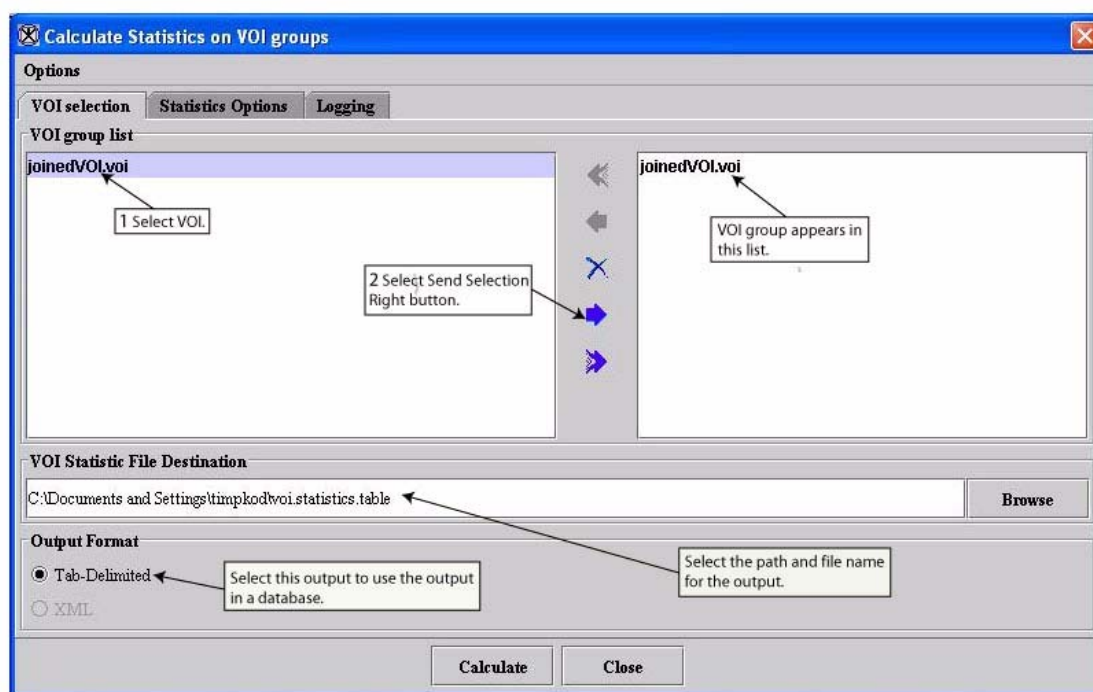 Calculate Statistics on VOI groups
Options
VOI selection
Statistics Options
Logging
VOI group list
joinedVOI.voi
joinedVOI.voi
1 Select VOI.
VOI group appears in
this list.
2 Select Send Selection
Right button.
VOI Statistic File Destination
C:\Documents and Settings\timpkod\voi.statistics.table
Browse
Output Format
Tab-Delimited
Select this output to use the output
in a database.
Select the path and file name
for the output.
XML
Calculate
Close